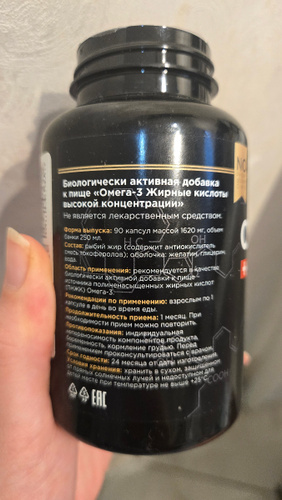 Биологически активная добавка
к пище «Омега-3 Жирные кислоты
высокой концентрации»
Не является лекарственным средством.
Форма выпуска: 90 капсул массой 1620 мг, объем
банки 250 мл.
Состав: рыбий жир (содержит антиокислитель
смесь токоферолов); оболочка: желатин, глицерин,
вода.
Область применения: рекомендуется в качестве
биологически активной добавки к пище -
источника полиненасыщенных жирных кислот
(ПНЖК) Омега-3.
Рекомендации по применению: взрослым по 1
капсуле в день во время еды.
Продолжительность приема: 1 месяц. При
необходимости прием можно повторить.
Противопоказания: индивидуальная
непереносимость компонентов продукта,
беременность, кормление грудью. Перед
применением проконсультироваться с врачом.
Срок годности: 24 месяца от даты изготовления.
Условия хранения: хранить в сухом, защищенном
от прямых солнечных лучей и недоступном для
детей месте при температуре не выше +25°C
EAC
H₃C
OH
COOH